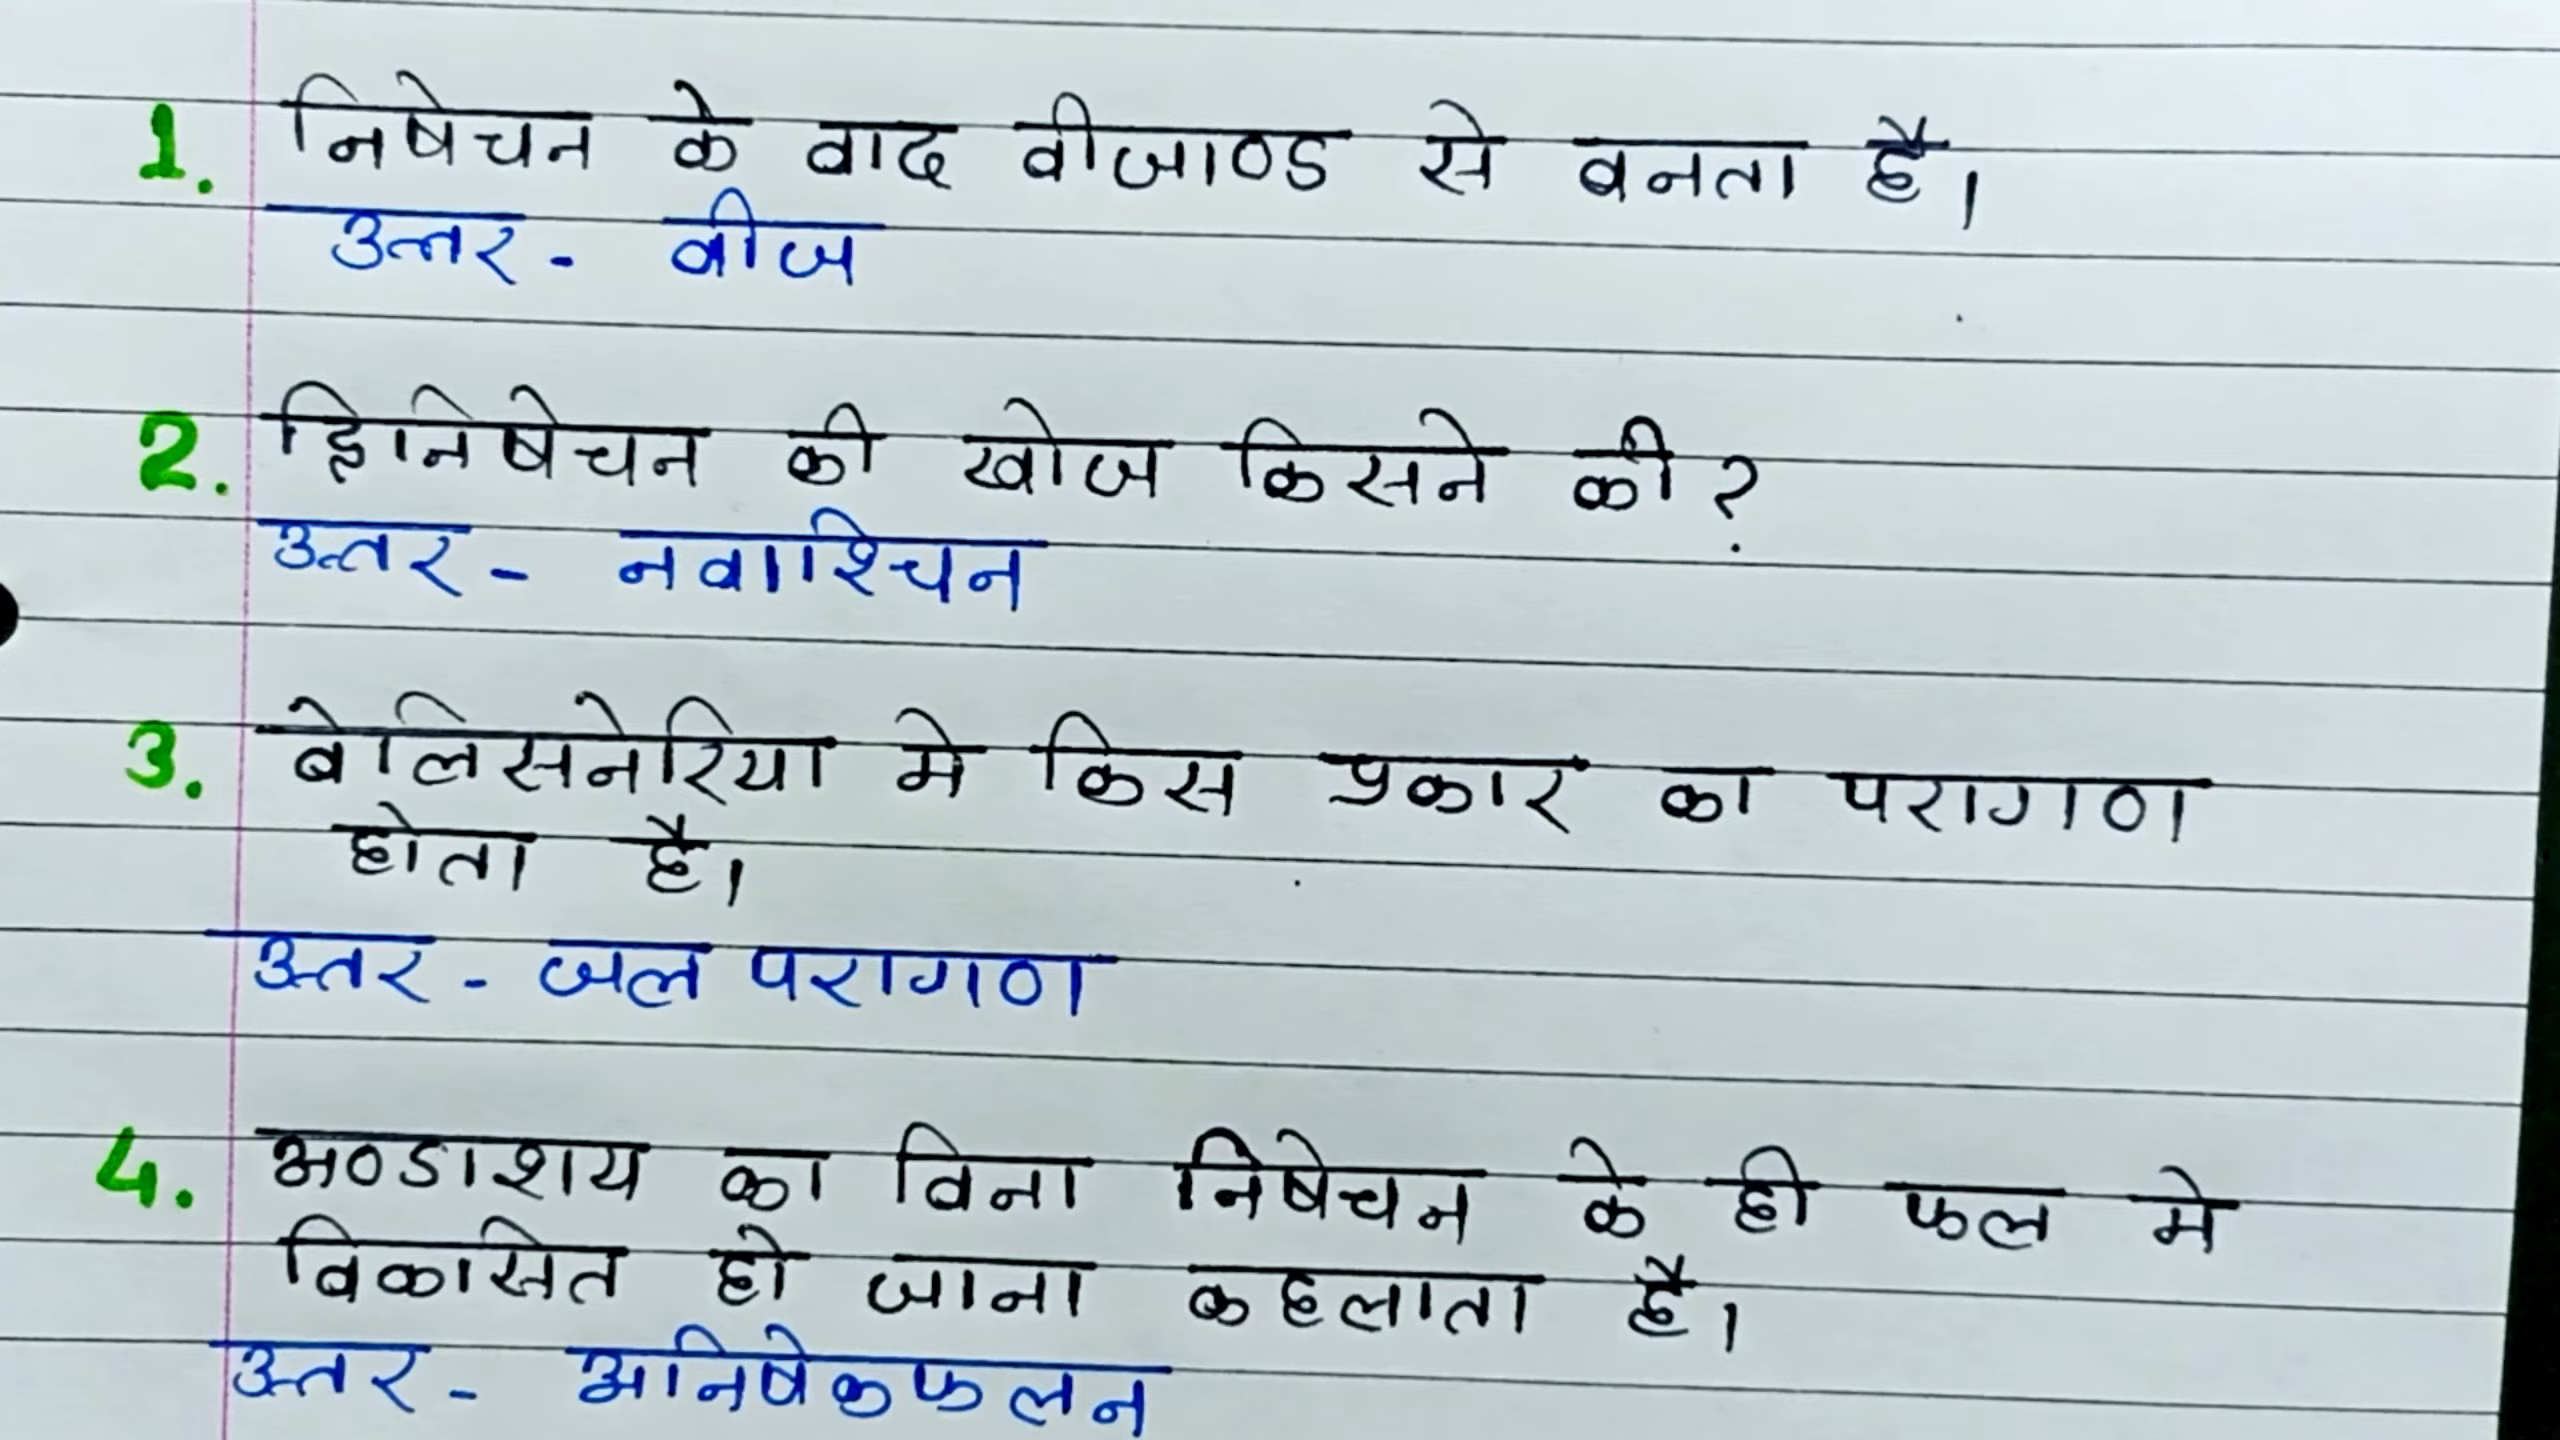 1. निषेचन के बाद बीजाण्ड से बनता है।
उत्तर - बीज
2. द्विनिषेचन की खोज किसने की?
उत्तर - नवाश्चिन
3. बेलिसनेरिया मे किस प्रकार का परागण
होता है।
उत्तर - जल परागण
4. अण्डाशय का बिना निषेचन के ही फल मे
विकसित हो जाना कहलाता है।
उत्तर - अनिषेकफलन